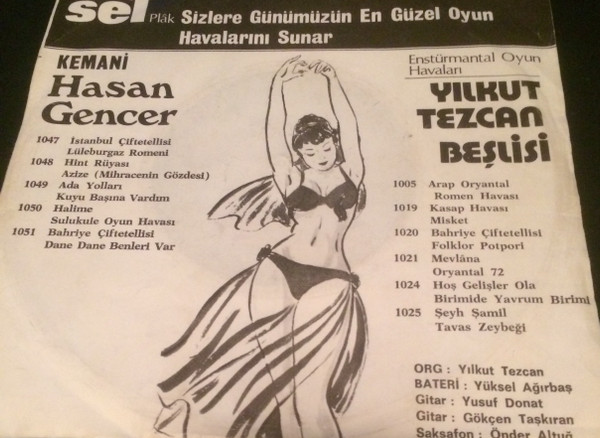 sel Plâk Sizlere Günümüzün En Güzel Oyun
Havalarını Sunar
KEMANİ
Hasan
Gencer
1047 İstanbul Çiftetellisi
Lüleburgaz Romeni
1048 Hint Rüyası
Azize (Mihracenin Gözdesi)
1049 Ada Yolları
Kuyu Başına Vardım
1050 Halime
Sulukule Oyun Havası
1051 Bahriye Çiftetellisi
Dane Dane Benleri Var
Enstürmantal Oyun
Havaları
YILKUT
TEZCAN
BEŞLİSİ
1005 Arap Oryantal
Romen Havası
1019 Kasap Havası
Misket
1020 Bahriye Çiftetellisi
Folklor Potpori
1021 Mevlâna
Oryantal 72
1024 Hoş Gelişler Ola
Birimide Yavrum Birimi
1025 Şeyh Şamil
Tavas Zeybeği
ORG : Yılkut Tezcan
BATERİ : Yüksel Ağırbaş
Gitar : Yusuf Donat
Gitar : Gökçen Taşkıran
Saksafon : Önder Altuğ